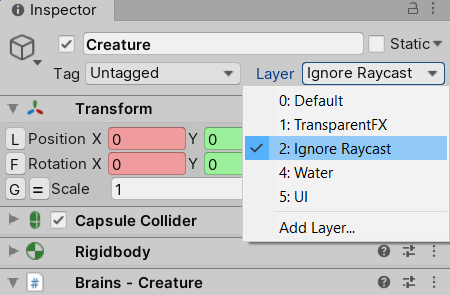 Inspector
Creature
Static
Tag Untagged Layer Ignore Raycast
0: Default
1: TransparentFX
2: Ignore Raycast
4: Water
5: UI
Add Layer...
Transform
L Position X 0 Y 0
F Rotation X 0 Y 0
G = Scale 1
Capsule Collider
Rigidbody
Brains - Creature